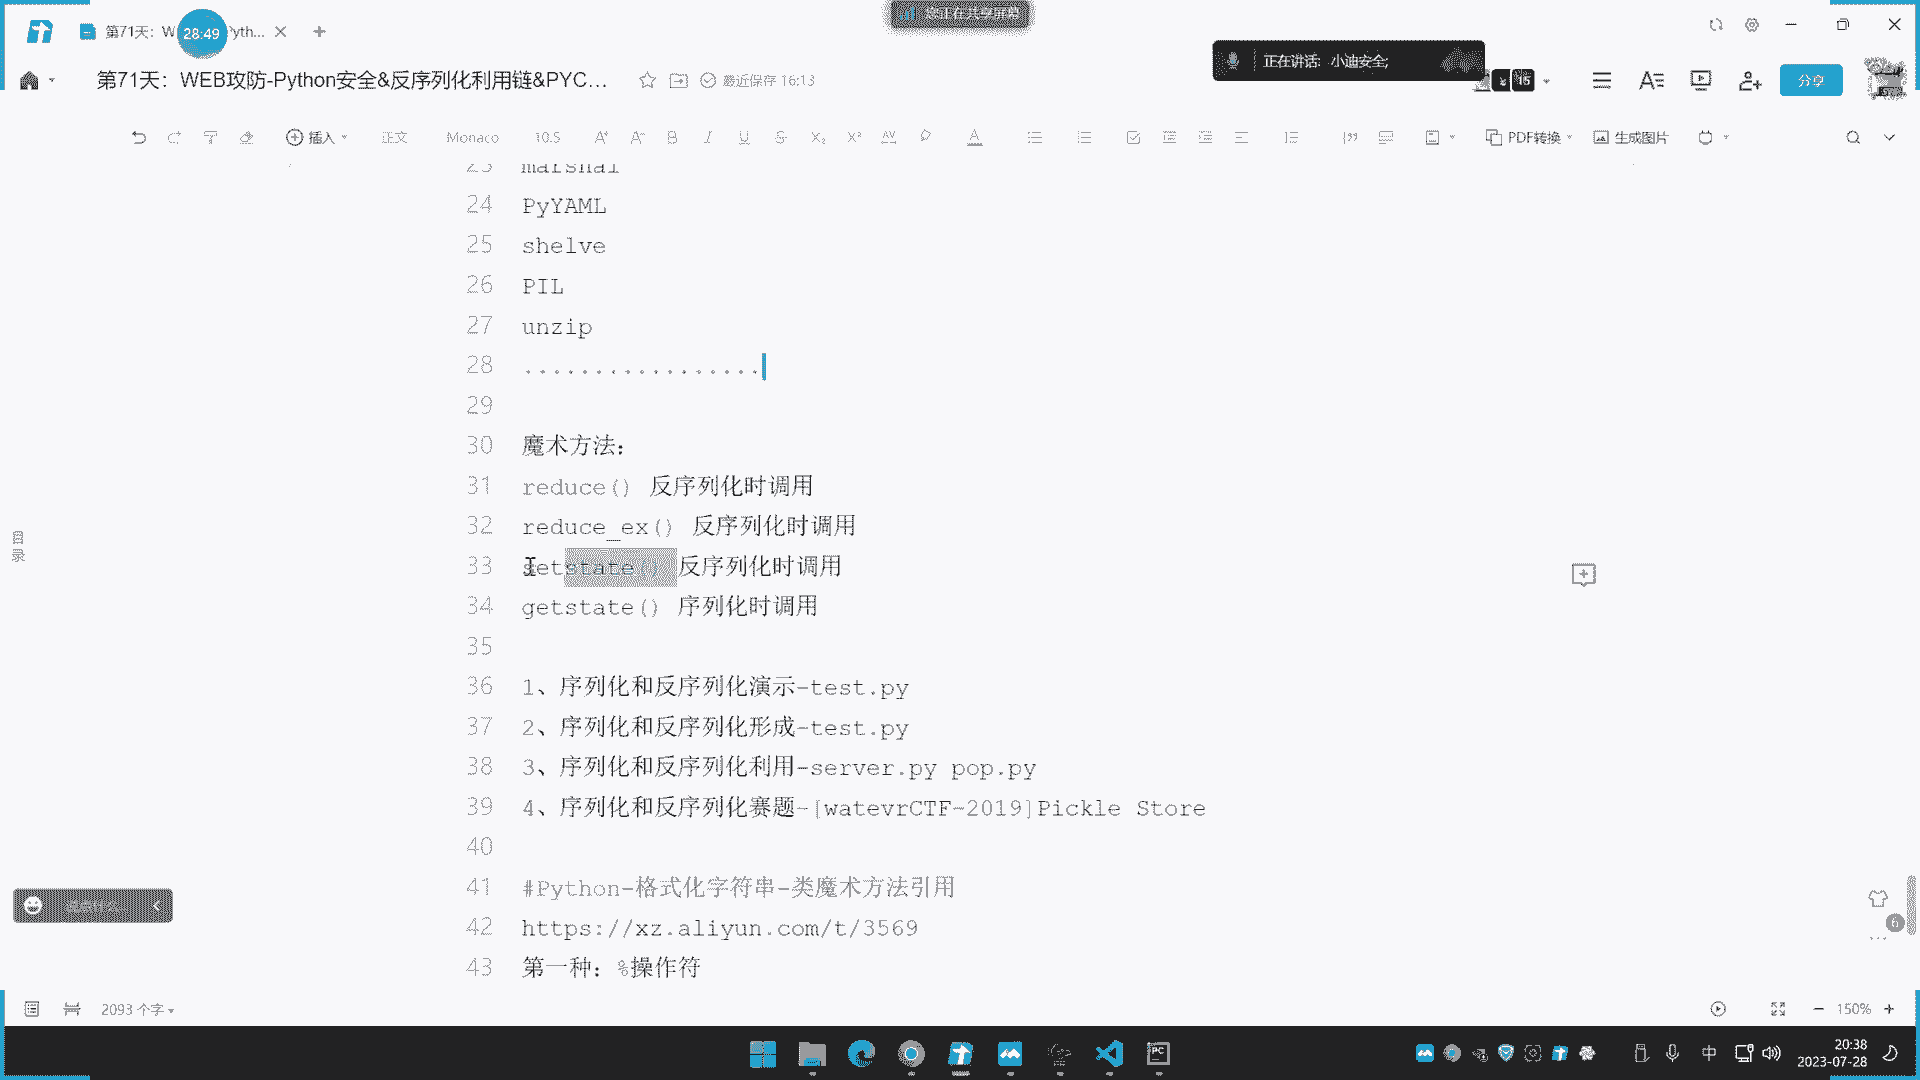 您正在共享屏幕
28:49
第71天：W
yth...
正在讲话: 小迪安全;
第71天：WEB攻防-Python安全&反序列化利用链&PYC...
最近保存 16:13
15
分享
插入
正文
Monaco
10.5
PDF转换
生成图片
23 marshal
24 PyYAML
25 shelve
26 PIL
27 unzip
28 .................
29
30 魔术方法：
31 reduce() 反序列化时调用
32 reduce_ex() 反序列化时调用
33 setstate() 反序列化时调用
34 getstate() 序列化时调用
35
36 1、序列化和反序列化演示-test.py
37 2、序列化和反序列化形成-test.py
38 3、序列化和反序列化利用-server.py pop.py
39 4、序列化和反序列化赛题-[watevrCTF-2019]Pickle Store
40
41 #Python-格式化字符串-类魔术方法引用
42 https://xz.aliyun.com/t/3569
43 第一种：%操作符
目录
6
2093 个字
150%
中
20:38
2023-07-28